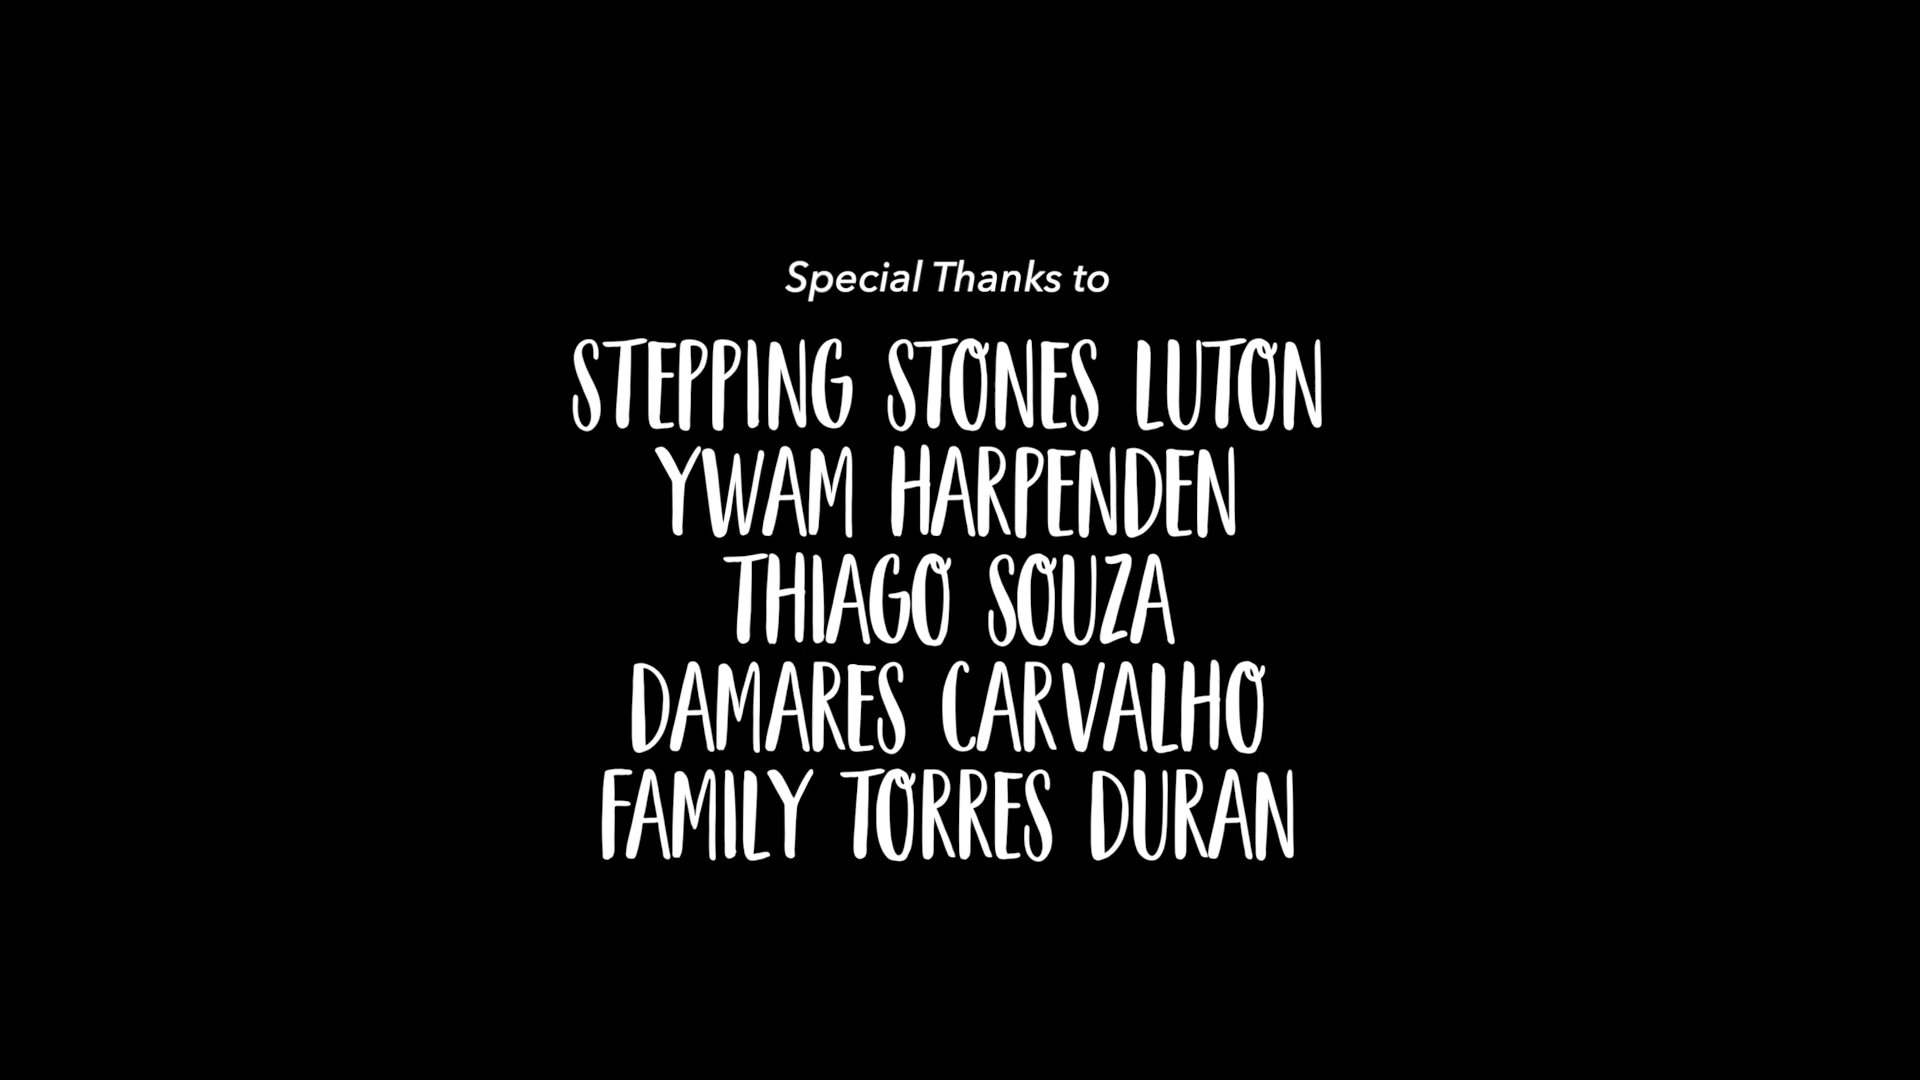 Special Thanks to
STEPPING STONES LUTON
YWAM HARPENDEN
THIAGO SOUZA
DAMARES CARVALHO
FAMILY TORRES DURAN